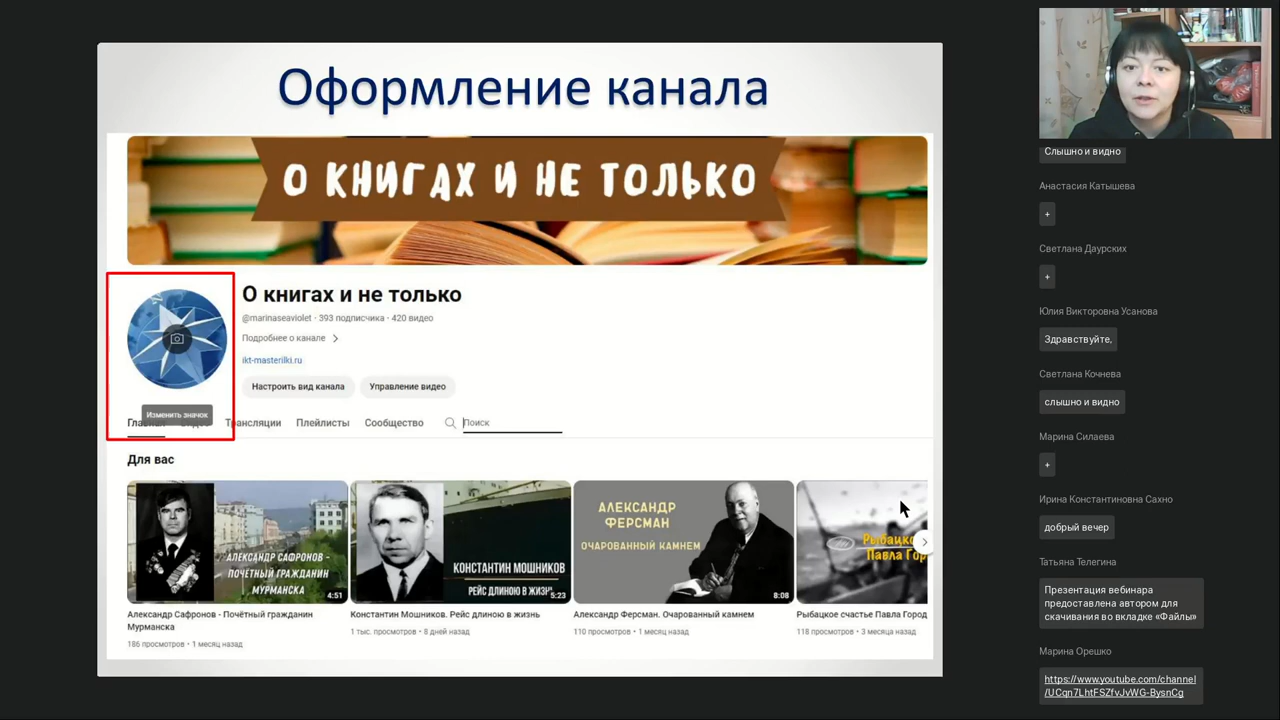 Оформление канала
О КНИГАХ И НЕ ТОЛЬКО
О книгах и не только
@marinaseaviolet · 393 подписчика · 420 видео
Подробнее о канале
ikt-masterilki.ru
Настроить вид канала
Управление видео
Изменить значок
Главная
Трансляции
Плейлисты
Сообщество
Поиск
Для вас
АЛЕКСАНДР САФРОНОВ -
ПОЧЁТНЫЙ ГРАЖДАНИН
МУРМАНСКА
4:51
Александр Сафронов - Почётный гражданин
Мурманска
186 просмотров • 1 месяц назад
КОНСТАНТИН МОШНИКОВ
РЕЙС ДЛИНОЮ В ЖИЗНЬ
5:23
Константин Мошников. Рейс длиною в жизнь
1 тыс. просмотров • 8 дней назад
АЛЕКСАНДР
ФЕРСМАН
ОЧАРОВАННЫЙ КАМНЕМ
8:08
Александр Ферсман. Очарованный камнем
110 просмотров • 1 месяц назад
Рыбацко
Павла Гор
Рыбацкое счастье Павла Город
118 просмотров • 3 месяца назад
Слышно и видно
Анастасия Катышева
+
Светлана Даурских
+
Юлия Викторовна Усанова
Здравствуйте,
Светлана Кочнева
слышно и видно
Марина Силаева
+
Ирина Константиновна Сахно
добрый вечер
Татьяна Телегина
Презентация вебинара
предоставлена автором для
скачивания во вкладке «Файлы»
Марина Орешко
https://www.youtube.com/channel
/UCqn7LhtFSZfvJvWG-BysnCg